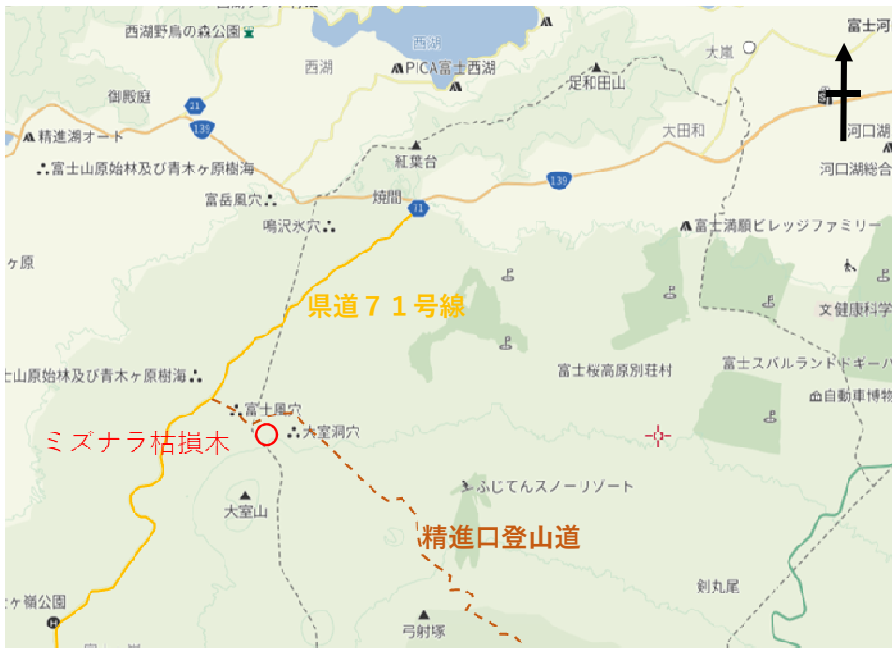 西湖野鳥の森公園
西湖
富士河
西湖
PICA富士西湖
大嵐
足和田山
御殿庭
21
139
精進湖オート
大田和
河口湖
紅葉台
富士山原始林及び青木ヶ原樹海
河口湖総合
139
富岳風穴
焼間
71
鳴沢氷穴
富士満願ビレッジファミリー
ヶ原
県道71号線
文健康科学
士山原始林及び青木ヶ原樹海
富士桜高原別荘村
富士スバルランドドギーパ
自動車博物
富士風穴
ミズナラ枯損木
大室洞穴
ふじてんスノーリゾート
大室山
精進口登山道
剣丸尾
ヶ嶺公園
H
弓射塚